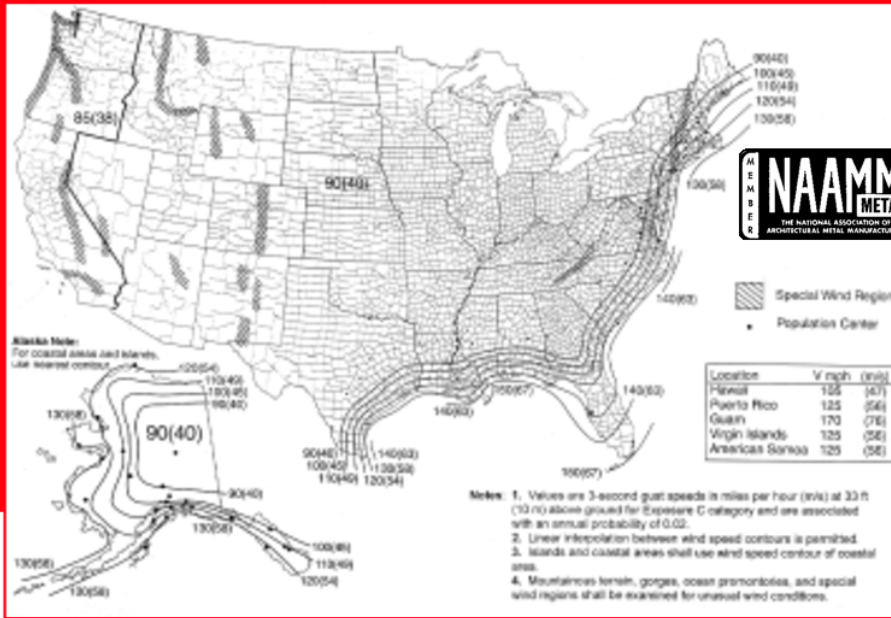 90(40)
100(45)
110(49)
120(54)
130(58)
85(38)
90(40)
130(58)
MEMBER
NAAMM
META
THE NATIONAL ASSOCIATION OF
ARCHITECTURAL METAL MANUFACTU
140(63)
Special Wind Region
Population Center
Alaska Note:
For coastal areas and islands,
use nearest contour.
120(54)
110(49)
100(45)
90(40)
130(58)
90(40)
90(40)
130(58)
100(45)
110(49)
120(54)
130(58)
130(58)
140(63)
150(67)
140(63)
90(40)
100(45)
110(49)
120(54)
130(58)
140(63)
150(67)
Location V mph (m/s)
Hawaii 105 (47)
Puerto Rico 125 (56)
Guam 170 (76)
Virgin Islands 125 (56)
American Samoa 125 (56)
Notes: 1. Values are 3-second gust speeds in miles per hour (m/s) at 33 ft
(10 m) above ground for Exposure C category and are associated
with an annual probability of 0.02.
2. Linear interpolation between wind speed contours is permitted.
3. Islands and coastal areas shall use wind speed contour of coastal
area.
4. Mountainous terrain, gorges, ocean promontories, and special
wind regions shall be examined for unusual wind conditions.